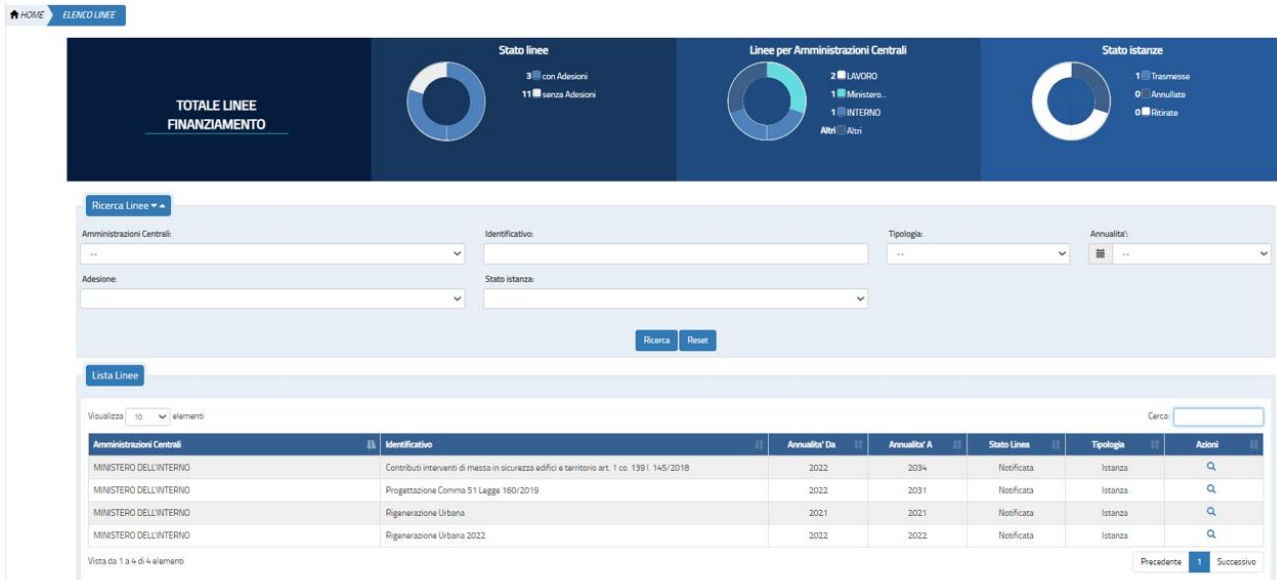 HOME ELENCO LINEE
TOTALE LINEE
FINANZIAMENTO
Stato linee
3 con Adesioni
11 senza Adesioni
Linee per Amministrazioni Centrali
2 LAVORO
1 Ministero...
1 INTERNO
Altri Altri
Stato istanze
1 Trasmesse
0 Annullate
0 Ritirate
Ricerca Linee
Amministrazioni Centrali: Identificativo: Tipologia: Annualita':
-- -- --
Adesione: Stato istanza:
Ricerca Reset
Lista Linee
Visualizza 10 elementi Cerca:
Amministrazioni Centrali Identificativo Annualita' Da Annualita' A Stato Linea Tipologia Azioni
MINISTERO DELL'INTERNO Contributi interventi di messa in sicurezza edifici e territorio art. 1 co. 139 l. 145/2018 2022 2034 Notificata Istanza
MINISTERO DELL'INTERNO Progettazione Comma 51 Legge 160/2019 2022 2031 Notificata Istanza
MINISTERO DELL'INTERNO Rigenerazione Urbana 2021 2021 Notificata Istanza
MINISTERO DELL'INTERNO Rigenerazione Urbana 2022 2022 2022 Notificata Istanza
Vista da 1 a 4 di 4 elementi Precedente 1 Successivo